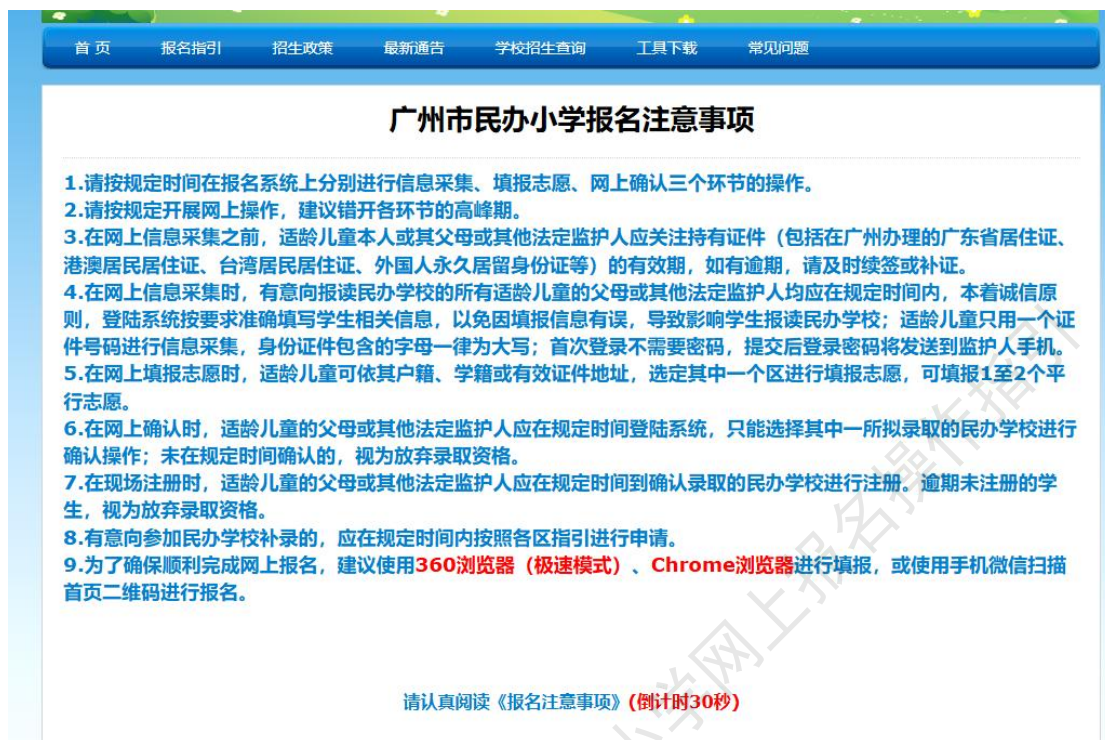 首 页 报名指引 招生政策 最新通告 学校招生查询 工具下载 常见问题
广州市民办小学报名注意事项
1.请按规定时间在报名系统上分别进行信息采集、填报志愿、网上确认三个环节的操作。
2.请按规定开展网上操作，建议错开各环节的高峰期。
3.在网上信息采集之前，适龄儿童本人或其父母或其他法定监护人应关注持有证件（包括在广州办理的广东省居住证、
港澳居民居住证、台湾居民居住证、外国人永久居留身份证等）的有效期，如有逾期，请及时续签或补证。
4.在网上信息采集时，有意向报读民办学校的所有适龄儿童的父母或其他法定监护人均应在规定时间内，本着诚信原
则，登陆系统按要求准确填写学生相关信息，以免因填报信息有误，导致影响学生报读民办学校；适龄儿童只用一个证
件号码进行信息采集，身份证件包含的字母一律为大写；首次登录不需要密码，提交后登录密码将发送到监护人手机。
5.在网上填报志愿时，适龄儿童可依其户籍、学籍或有效证件地址，选定其中一个区进行填报志愿，可填报1至2个平
行志愿。
6.在网上确认时，适龄儿童的父母或其他法定监护人应在规定时间登陆系统，只能选择其中一所拟录取的民办学校进行
确认操作；未在规定时间确认的，视为放弃录取资格。
7.在现场注册时，适龄儿童的父母或其他法定监护人应在规定时间到确认录取的民办学校进行注册。逾期未注册的学
生，视为放弃录取资格。
8.有意向参加民办学校补录的，应在规定时间内按照各区指引进行申请。
9.为了确保顺利完成网上报名，建议使用360浏览器（极速模式）、Chrome浏览器进行填报，或使用手机微信扫描
首页二维码进行报名。
请认真阅读《报名注意事项》(倒计时30秒)
小学网上报名操作指引